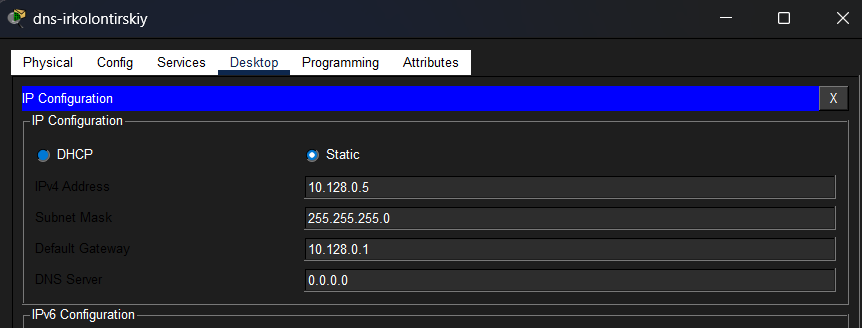 dns-irkolontirskiy
Physical Config Services Desktop Programming Attributes
IP Configuration X
IP Configuration
DHCP Static
IPv4 Address 10.128.0.5
Subnet Mask 255.255.255.0
Default Gateway 10.128.0.1
DNS Server 0.0.0.0
IPv6 Configuration